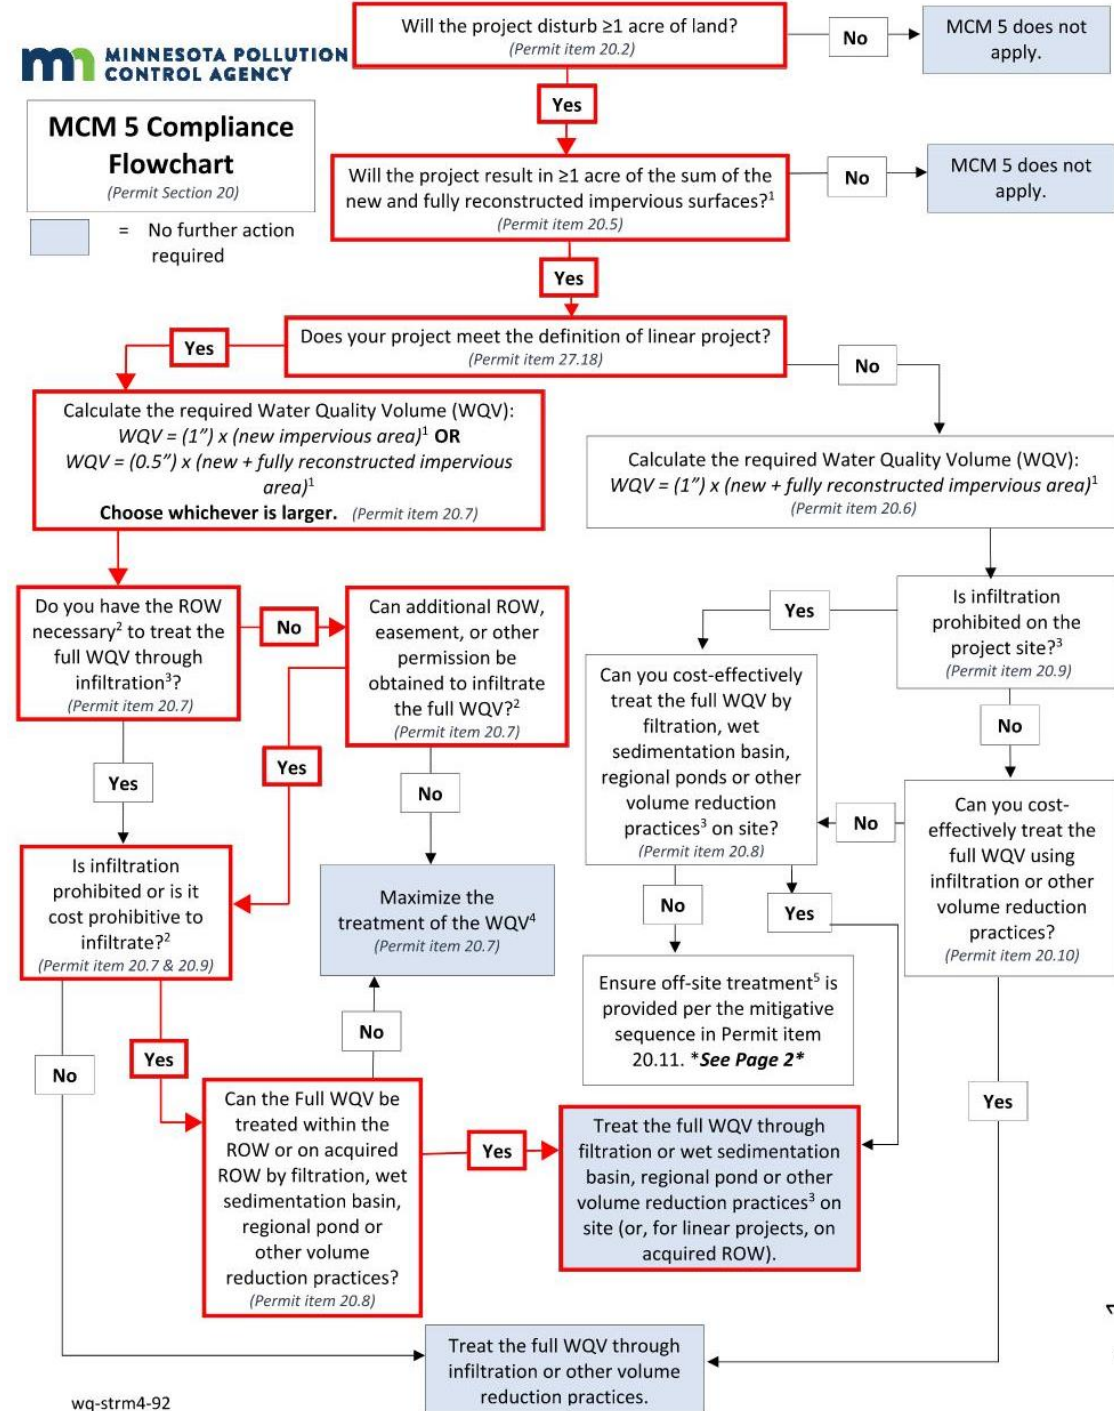 Will the project disturb ≥1 acre of land?
(Permit item 20.2)
No
MCM 5 does not
apply.
MINNESOTA POLLUTION
CONTROL AGENCY
Yes
MCM 5 Compliance
Flowchart
(Permit Section 20)
= No further action
required
Will the project result in ≥1 acre of the sum of the
new and fully reconstructed impervious surfaces?1
(Permit item 20.5)
No
MCM 5 does not
apply.
Yes
Does your project meet the definition of linear project?
(Permit item 27.18)
Yes
No
Calculate the required Water Quality Volume (WQV):
WQV = (1”) x (new impervious area)1 OR
WQV = (0.5”) x (new + fully reconstructed impervious
area)1
Choose whichever is larger. (Permit item 20.7)
Calculate the required Water Quality Volume (WQV):
WQV = (1”) x (new + fully reconstructed impervious area)1
(Permit item 20.6)
Do you have the ROW
necessary2 to treat the
full WQV through
infiltration3?
(Permit item 20.7)
No
Can additional ROW,
easement, or other
permission be
obtained to infiltrate
the full WQV?2
(Permit item 20.7)
Yes
Is infiltration
prohibited on the
project site?3
(Permit item 20.9)
Can you cost-effectively
treat the full WQV by
filtration, wet
sedimentation basin,
regional ponds or other
volume reduction
practices3 on site?
(Permit item 20.8)
No
Yes
Yes
No
Can you cost-
effectively treat the
full WQV using
infiltration or other
volume reduction
practices?
(Permit item 20.10)
No
Is infiltration
prohibited or is it
cost prohibitive to
infiltrate?2
(Permit item 20.7 & 20.9)
Maximize the
treatment of the WQV4
(Permit item 20.7)
No
Yes
Ensure off-site treatment5 is
provided per the mitigative
sequence in Permit item
20.11. *See Page 2*
No
Yes
No
Yes
Can the Full WQV be
treated within the
ROW or on acquired
ROW by filtration, wet
sedimentation basin,
regional pond or
other volume
reduction practices?
(Permit item 20.8)
Yes
Treat the full WQV through
filtration or wet sedimentation
basin, regional pond or other
volume reduction practices3 on
site (or, for linear projects, on
acquired ROW).
Treat the full WQV through
infiltration or other volume
reduction practices.
wq-strm4-92